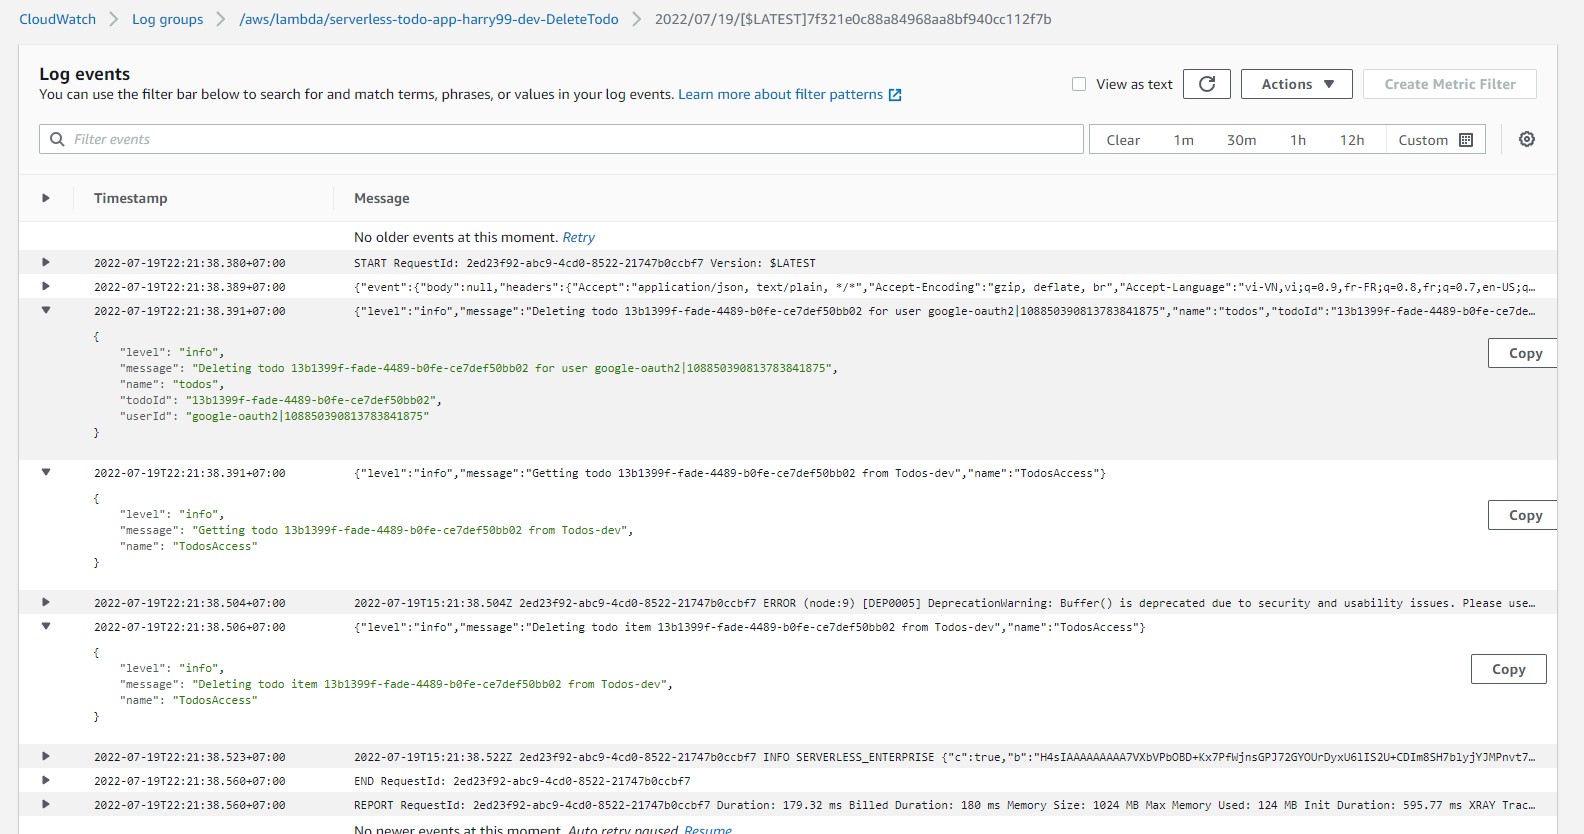 CloudWatch > Log groups > /aws/lambda/serverless-todo-app-harry99-dev-DeleteTodo > 2022/07/19/[$LATEST]7f321e0c88a84968aa8bf940cc112f7b
Log events
You can use the filter bar below to search for and match terms, phrases, or values in your log events. Learn more about filter patterns
View as text
Actions
Create Metric Filter
Filter events
Clear 1m 30m 1h 12h Custom
Timestamp Message
No older events at this moment. Retry
2022-07-19T22:21:38.380+07:00 START RequestId: 2ed23f92-abc9-4cd0-8522-21747b0ccbf7 Version: $LATEST
2022-07-19T22:21:38.389+07:00 {"event":{"body":null,"headers":{"Accept":"application/json, text/plain, */*","Accept-Encoding":"gzip, deflate, br","Accept-Language":"vi-VN,vi;q=0.9,fr-FR;q=0.8,fr;q=0.7,en-US;q…
2022-07-19T22:21:38.391+07:00 {"level":"info","message":"Deleting todo 13b1399f-fade-4489-b0fe-ce7def50bb02 for user google-oauth2|108850390813783841875","name":"todos","todoId":"13b1399f-fade-4489-b0fe-ce7de…
{
"level": "info",
"message": "Deleting todo 13b1399f-fade-4489-b0fe-ce7def50bb02 for user google-oauth2|108850390813783841875",
"name": "todos",
"todoId": "13b1399f-fade-4489-b0fe-ce7def50bb02",
"userId": "google-oauth2|108850390813783841875"
}
Copy
2022-07-19T22:21:38.391+07:00 {"level":"info","message":"Getting todo 13b1399f-fade-4489-b0fe-ce7def50bb02 from Todos-dev","name":"TodosAccess"}
{
"level": "info",
"message": "Getting todo 13b1399f-fade-4489-b0fe-ce7def50bb02 from Todos-dev",
"name": "TodosAccess"
}
Copy
2022-07-19T22:21:38.504+07:00 2022-07-19T15:21:38.504Z 2ed23f92-abc9-4cd0-8522-21747b0ccbf7 ERROR (node:9) [DEP0005] DeprecationWarning: Buffer() is deprecated due to security and usability issues. Please use…
2022-07-19T22:21:38.506+07:00 {"level":"info","message":"Deleting todo item 13b1399f-fade-4489-b0fe-ce7def50bb02 from Todos-dev","name":"TodosAccess"}
{
"level": "info",
"message": "Deleting todo item 13b1399f-fade-4489-b0fe-ce7def50bb02 from Todos-dev",
"name": "TodosAccess"
}
Copy
2022-07-19T22:21:38.523+07:00 2022-07-19T15:21:38.522Z 2ed23f92-abc9-4cd0-8522-21747b0ccbf7 INFO SERVERLESS_ENTERPRISE {"c":true,"b":"H4sIAAAAAAAAA7VXbVPbOBD+Kx7PfWjnsGPJ72GYOUrDyxU6lIS2U+CDIm8SH7blyjYJMPnvt7…
2022-07-19T22:21:38.560+07:00 END RequestId: 2ed23f92-abc9-4cd0-8522-21747b0ccbf7
2022-07-19T22:21:38.560+07:00 REPORT RequestId: 2ed23f92-abc9-4cd0-8522-21747b0ccbf7 Duration: 179.32 ms Billed Duration: 180 ms Memory Size: 1024 MB Max Memory Used: 124 MB Init Duration: 595.77 ms XRAY Trac…
No newer events at this moment. Auto retry paused. Resume